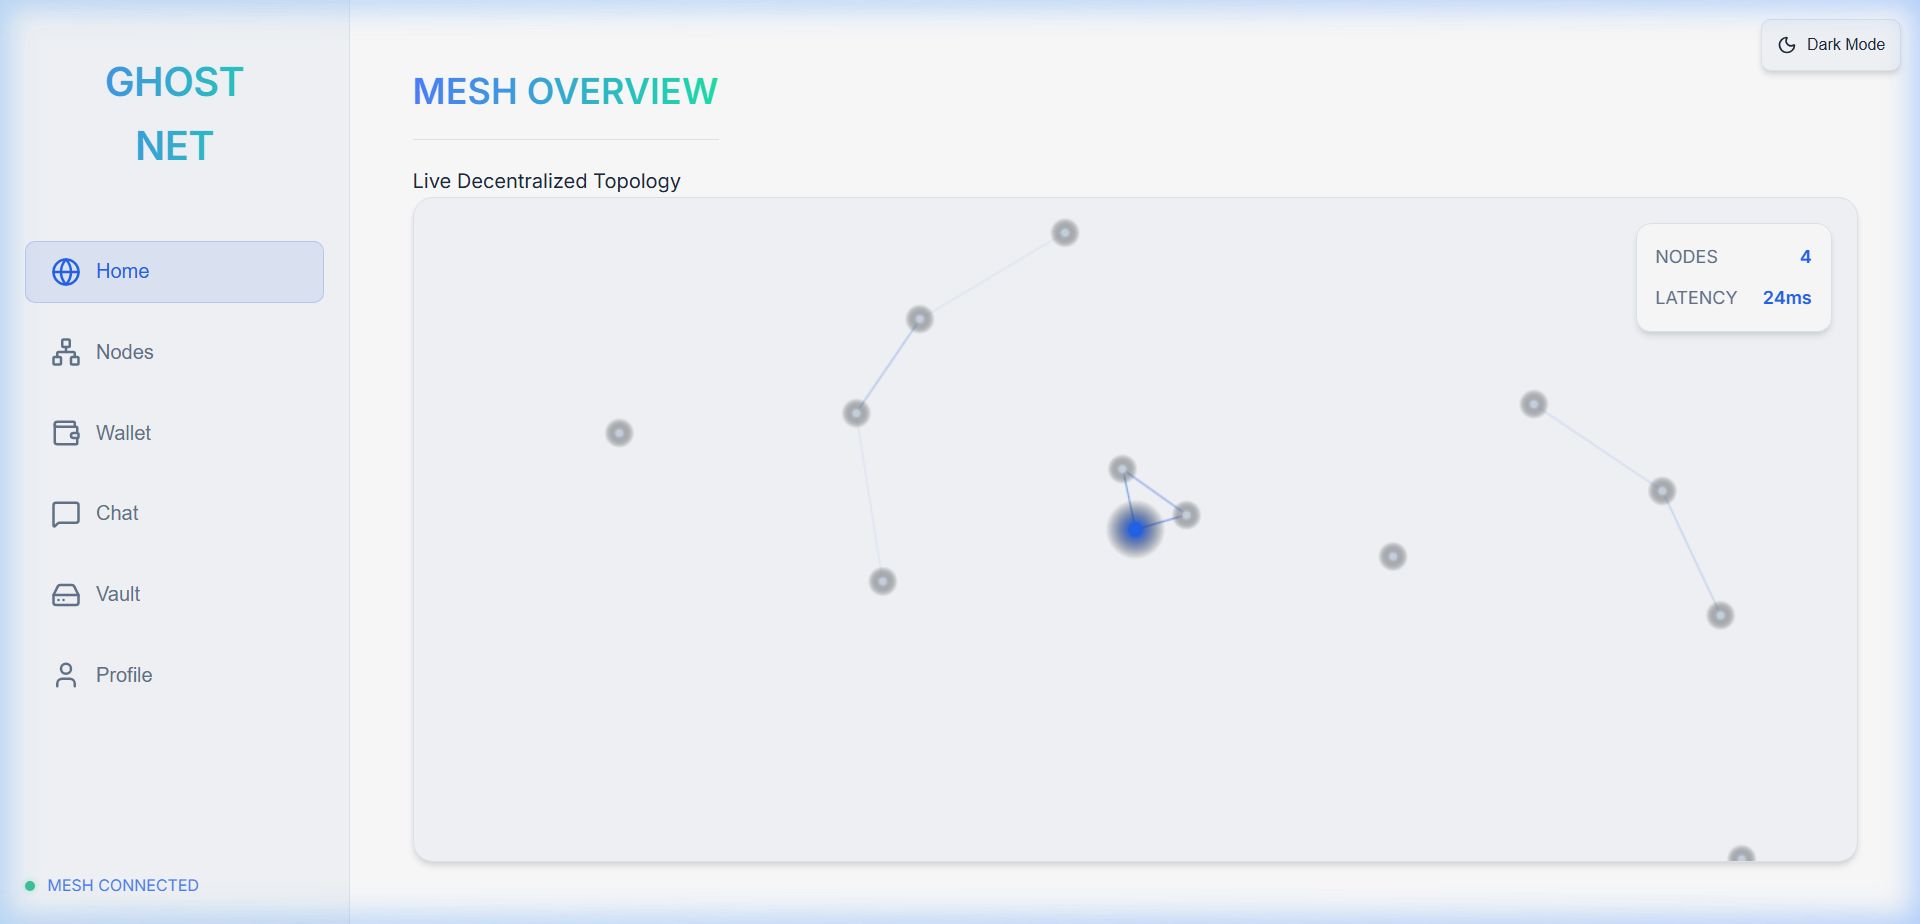 GHOST
NET
Home
Nodes
Wallet
Chat
Vault
Profile
MESH CONNECTED
Dark Mode
MESH OVERVIEW
Live Decentralized Topology
NODES 4
LATENCY 24ms